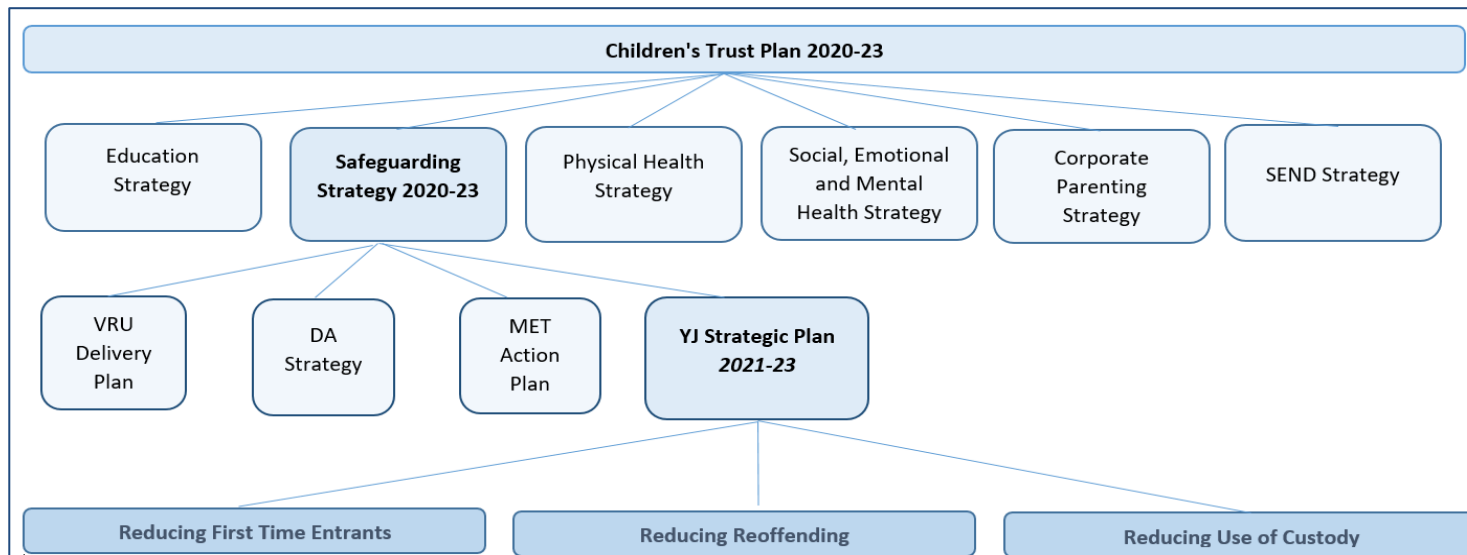 Children's Trust Plan 2020-23
Education
Strategy
Safeguarding
Strategy 2020-23
Physical Health
Strategy
Social, Emotional
and Mental
Health Strategy
Corporate
Parenting
Strategy
SEND Strategy
VRU
Delivery
Plan
DA
Strategy
MET
Action
Plan
YJ Strategic Plan
2021-23
Reducing First Time Entrants
Reducing Reoffending
Reducing Use of Custody